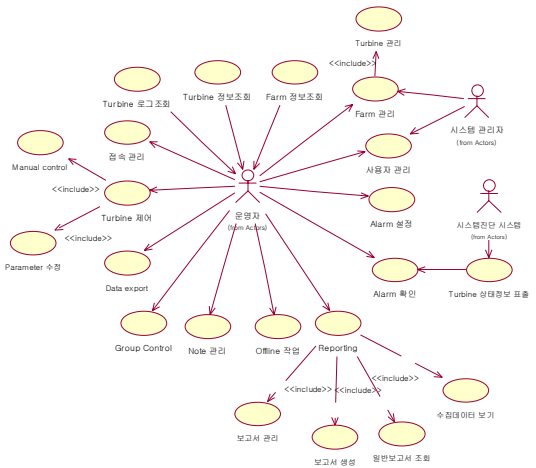 Turbine 관리
<<include>>
Turbine 로그조회
Turbine 정보조회
Farm 정보조회
Farm 관리
시스템 관리자
(from Actors)
접속 관리
Manual control
사용자 관리
<<include>>
Turbine 제어
운영자
(from Actors)
Alarm 설정
시스템진단 시스템
(from Actors)
<<include>>
Parameter 수정
Data export
Alarm 확인
Turbine 상태정보 표출
Group Control
Note 관리
Offline 작업
Reporting
<<include>>
<<include>>
<<include>>
수집데이터 보기
보고서 관리
보고서 생성
일반보고서 조회